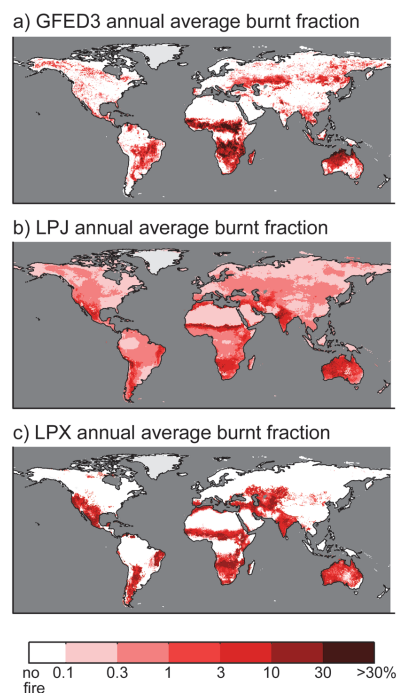 a) GFED3 annual average burnt fraction
b) LPJ annual average burnt fraction
c) LPX annual average burnt fraction
no 0.1 0.3 1 3 10 30 >30%
fire